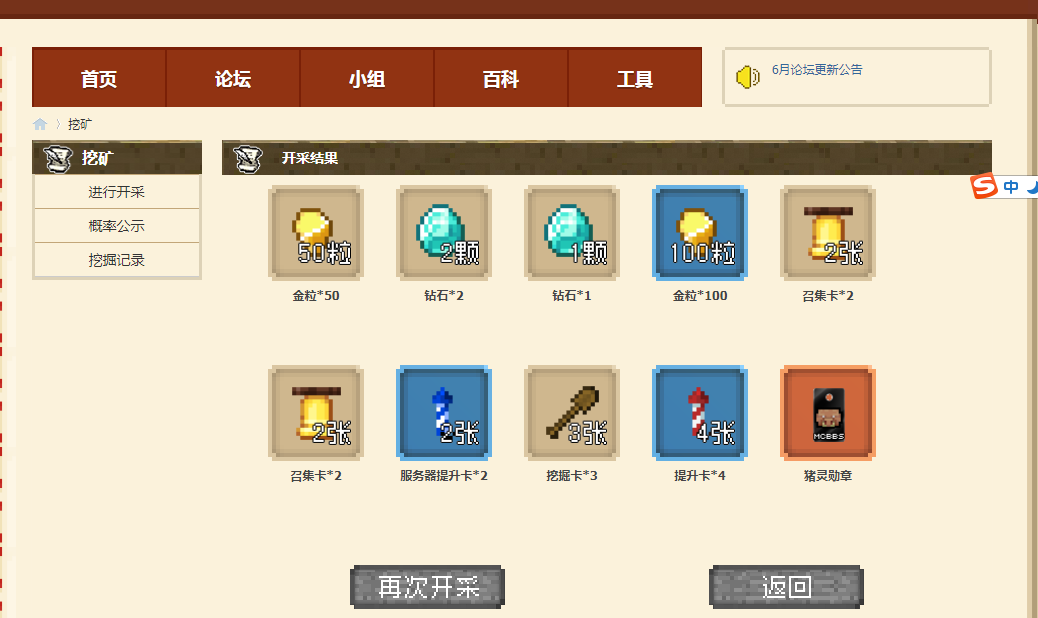 首页 论坛 小组 百科 工具
6月论坛更新公告
挖矿
挖矿
进行开采
概率公示
挖掘记录
开采结果
S中
50粒 2颗 1颗 100粒 2张
金粒*50 钻石*2 钻石*1 金粒*100 召集卡*2
2张 2张 3张 4张 MCBBS
召集卡*2 服务器提升卡*2 挖掘卡*3 提升卡*4 猪灵勋章
再次开采 返回